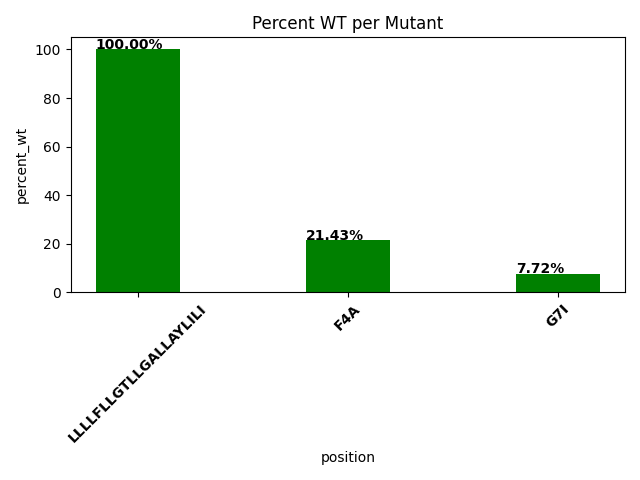 Percent WT per Mutant
percent_wt
100
80
60
40
20
0
100.00%
21.43%
7.72%
LLLLFLLGTLLGALLAYLILI
F4A
G7I
position